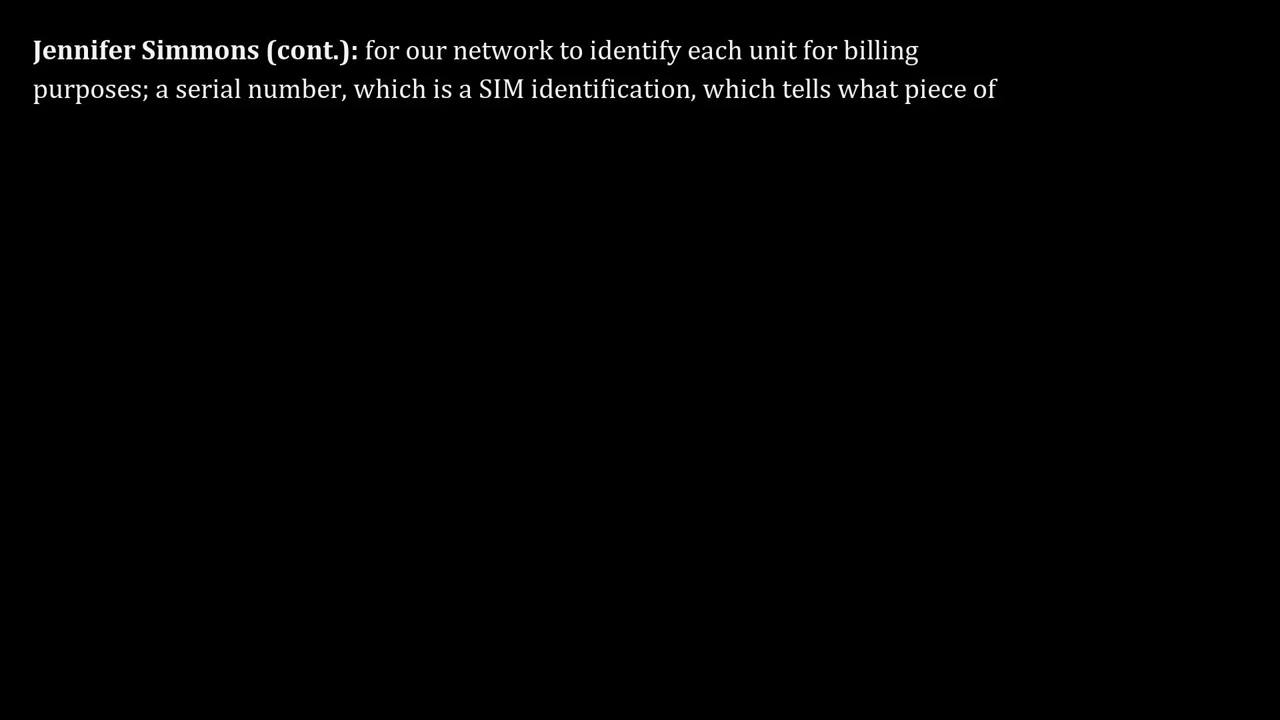 Jennifer Simmons (cont.): for our network to identify each unit for billing
purposes; a serial number, which is a SIM identification, which tells what piece of